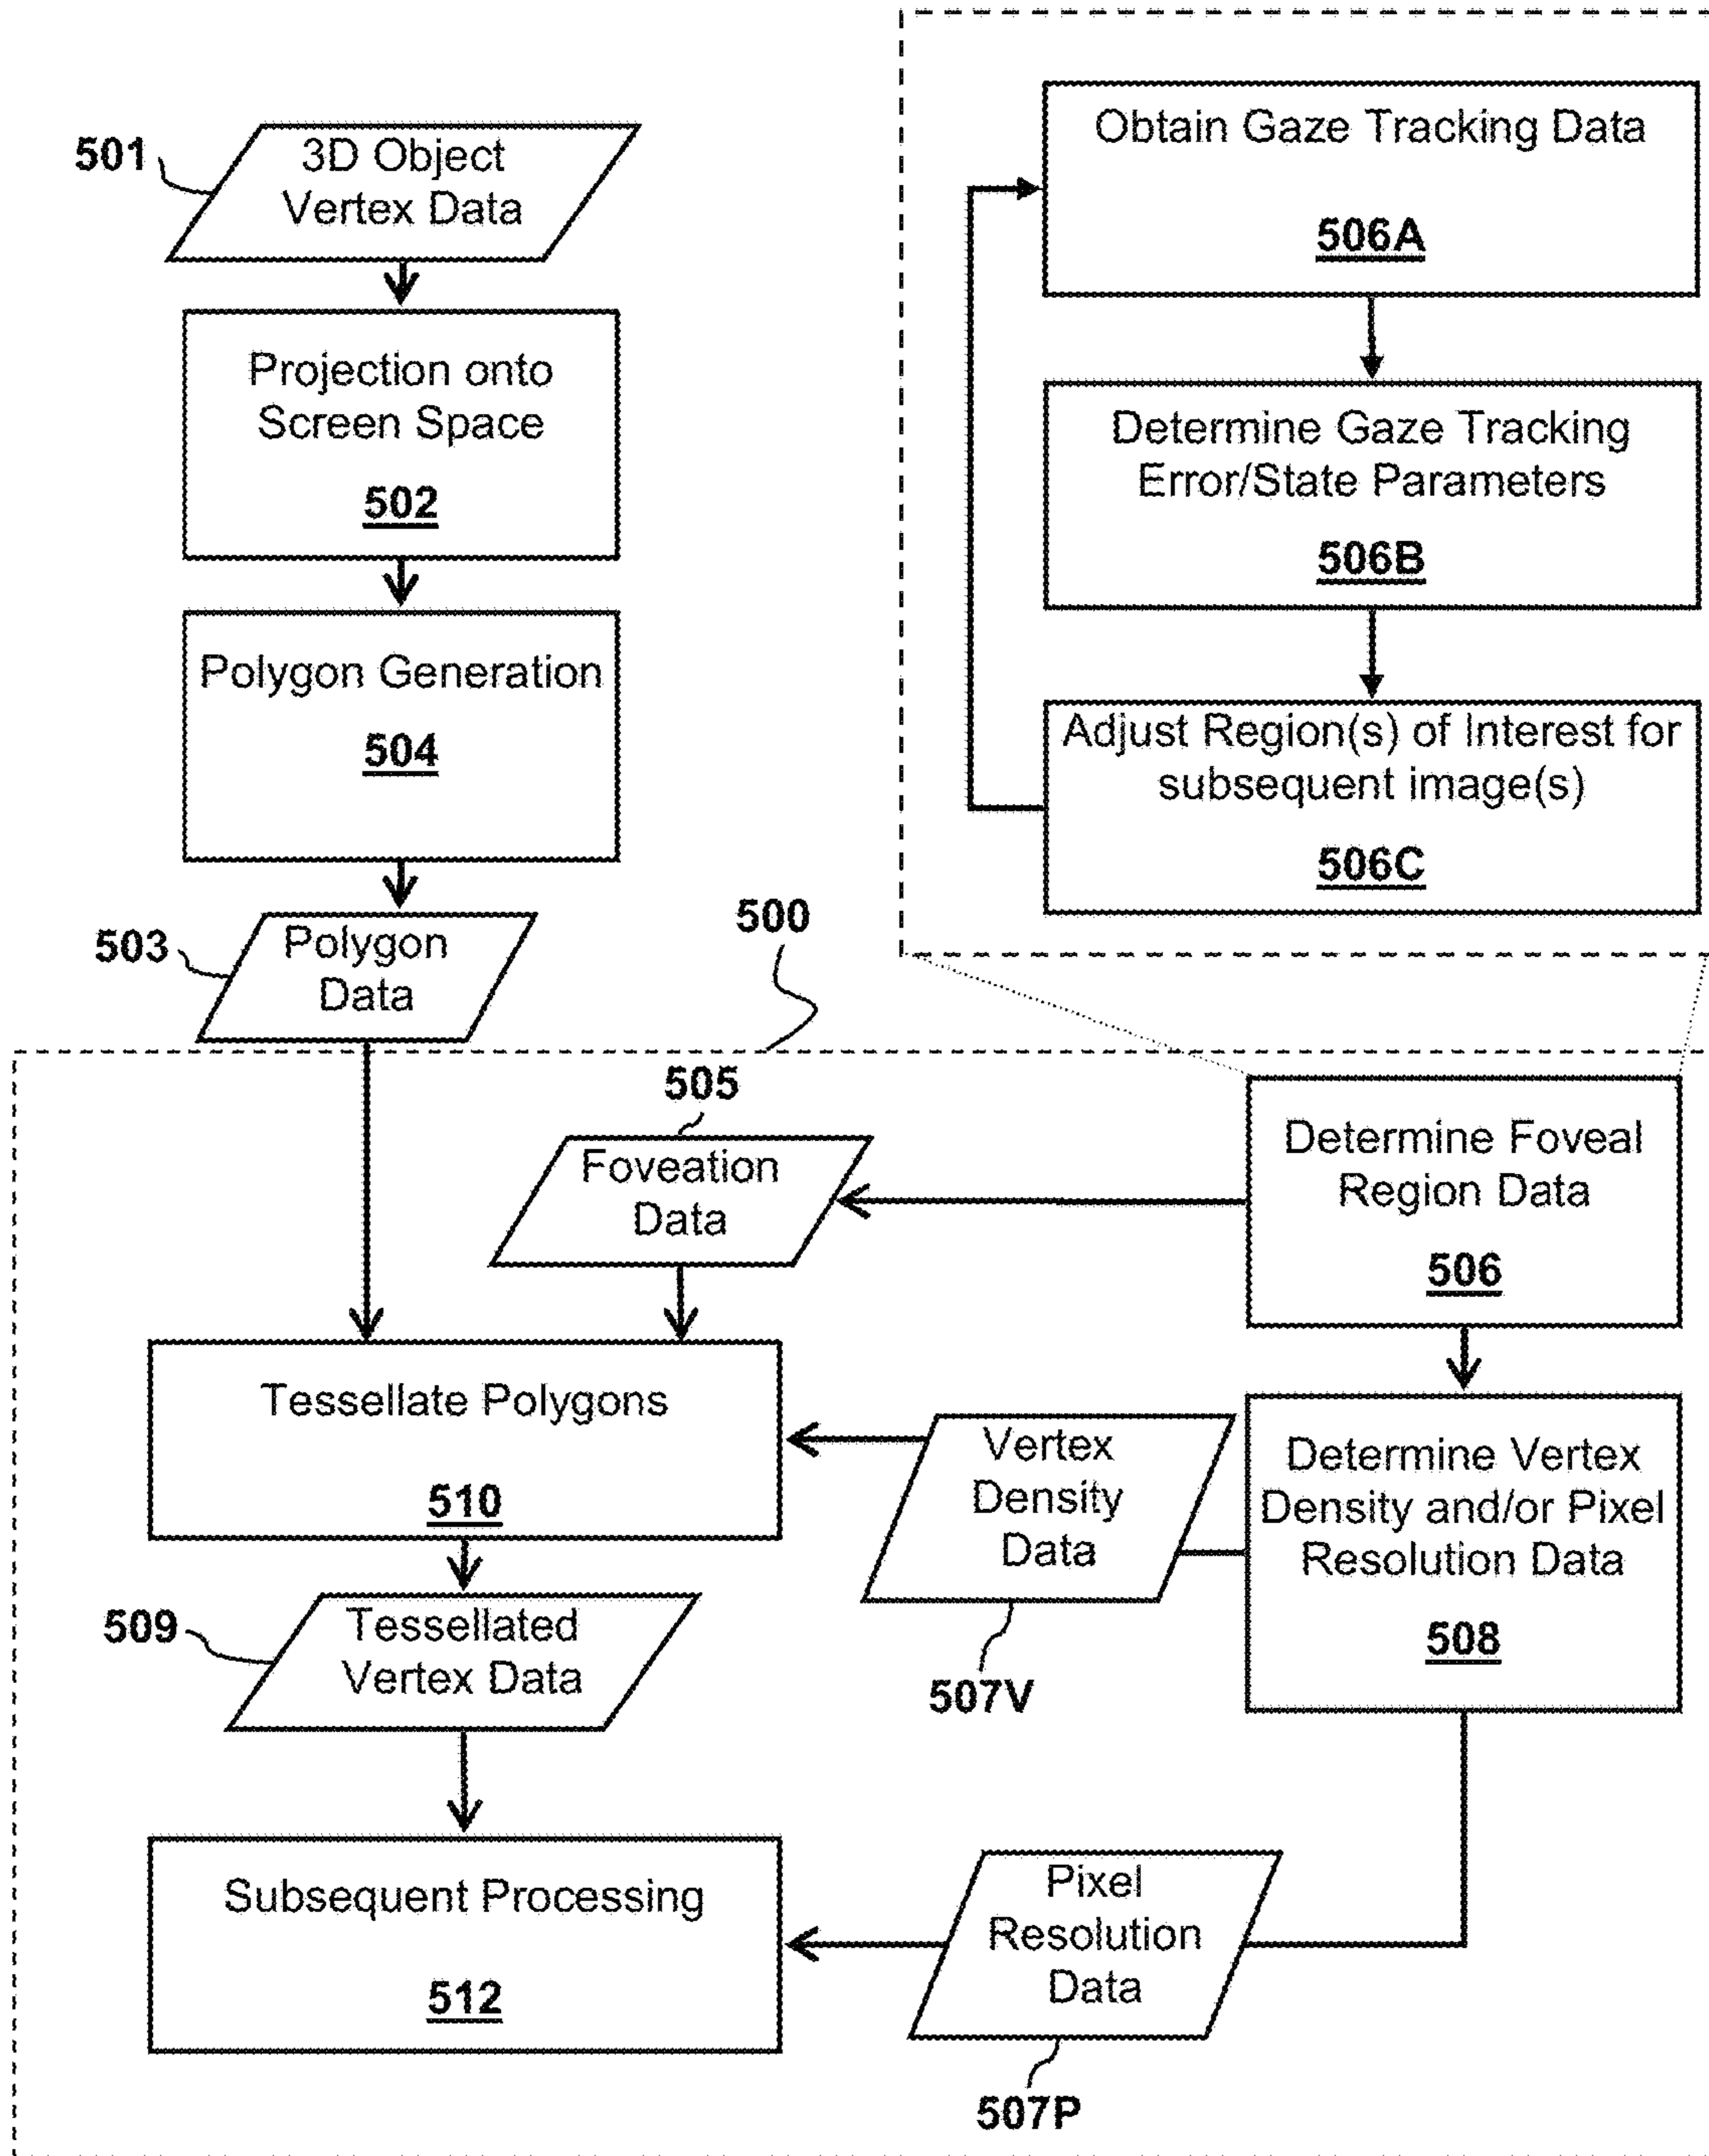 501
3D Object
Vertex Data
Projection onto
Screen Space
502
Polygon Generation
504
503
Polygon
Data
Obtain Gaze Tracking Data
506A
Determine Gaze Tracking
Error/State Parameters
506B
Adjust Region(s) of Interest for
subsequent image(s)
506C
500
505
Foveation
Data
Determine Foveal
Region Data
506
Tessellate Polygons
510
Vertex
Density
Data
507V
Determine Vertex
Density and/or Pixel
Resolution Data
508
509
Tessellated
Vertex Data
Subsequent Processing
512
Pixel
Resolution
Data
507P